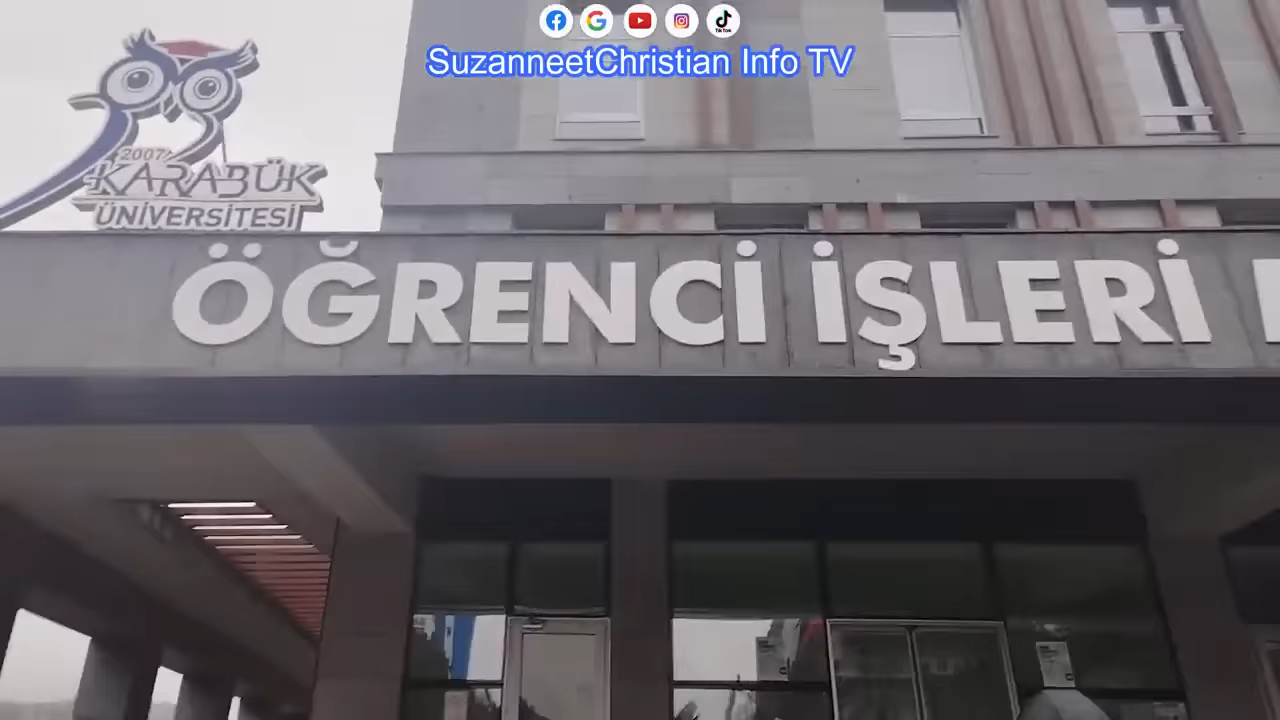 SuzanneetChristian Info TV
2007
KARABÜK
ÜNİVERSİTESİ
ÖĞRENCİ İŞLERİ